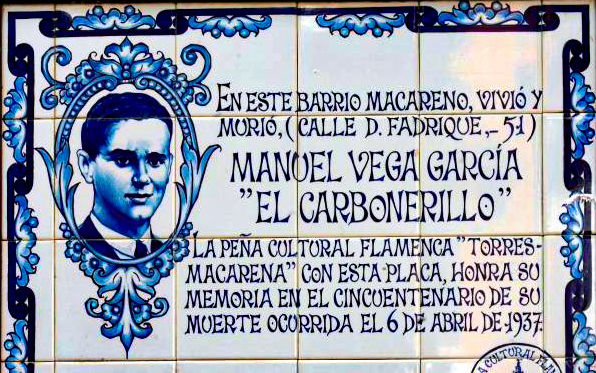 EN ESTE BARRIO MACARENO, VIVIÓ Y
MURIÓ, (CALLE D. FADRIQUE,- 51)
MANUEL VEGA GARCÍA
"EL CARBONERILLO"
LA PEÑA CULTURAL FLAMENCA "TORRES-
MACARENA" CON ESTA PLACA, HONRA SU
MEMORIA EN EL CINCUENTENARIO DE SU
MUERTE OCURRIDA EL 6 DE ABRIL DE 1937.
CULTURAL